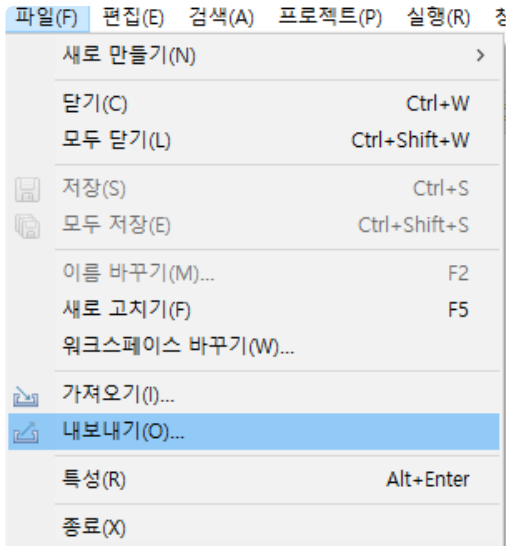 파일(F) 편집(E) 검색(A) 프로젝트(P) 실행(R)
새로 만들기(N) >
닫기(C) Ctrl+W
모두 닫기(L) Ctrl+Shift+W
저장(S) Ctrl+S
모두 저장(E) Ctrl+Shift+S
이름 바꾸기(M)... F2
새로 고치기(F) F5
워크스페이스 바꾸기(W)...
가져오기(I)...
내보내기(O)...
특성(R) Alt+Enter
종료(X)